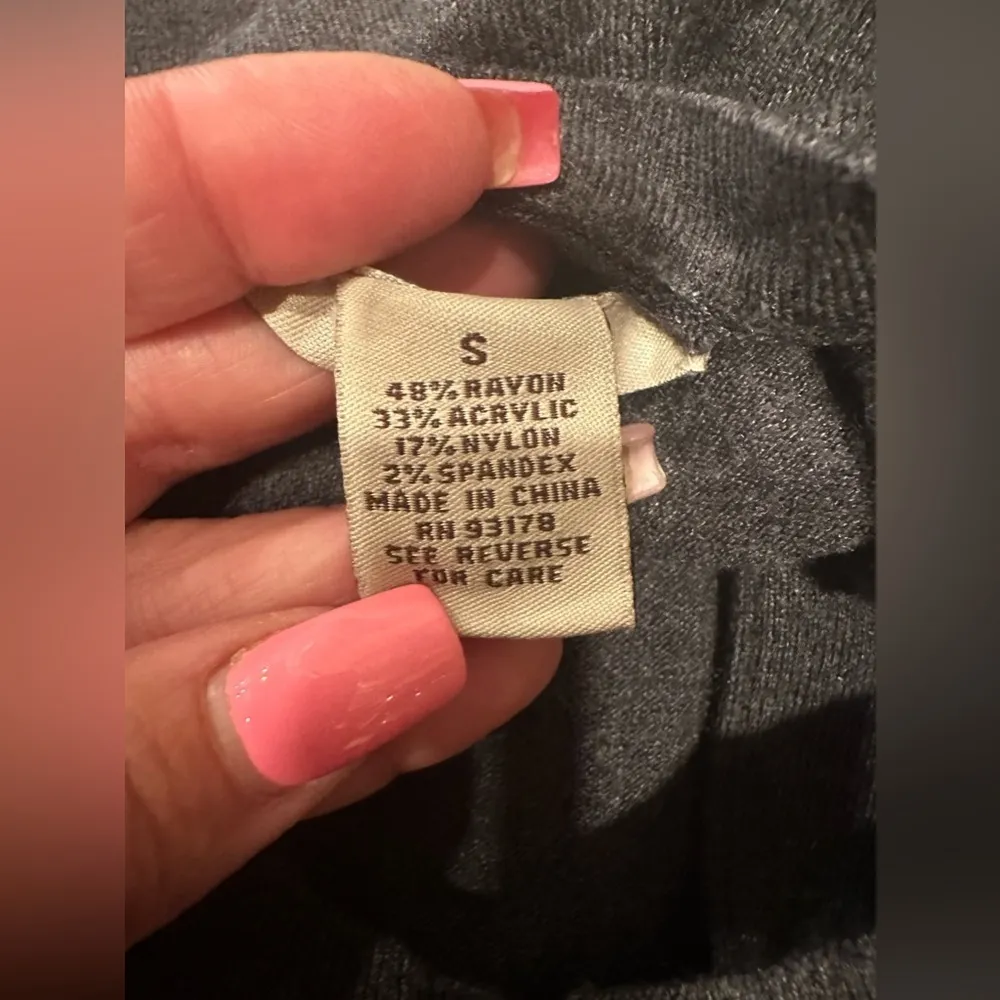 S
48% RAYON
33% ACRYLIC
17% NYLON
2% SPANDEX
MADE IN CHINA
RN 93178
SEE REVERSE
FOR CARE